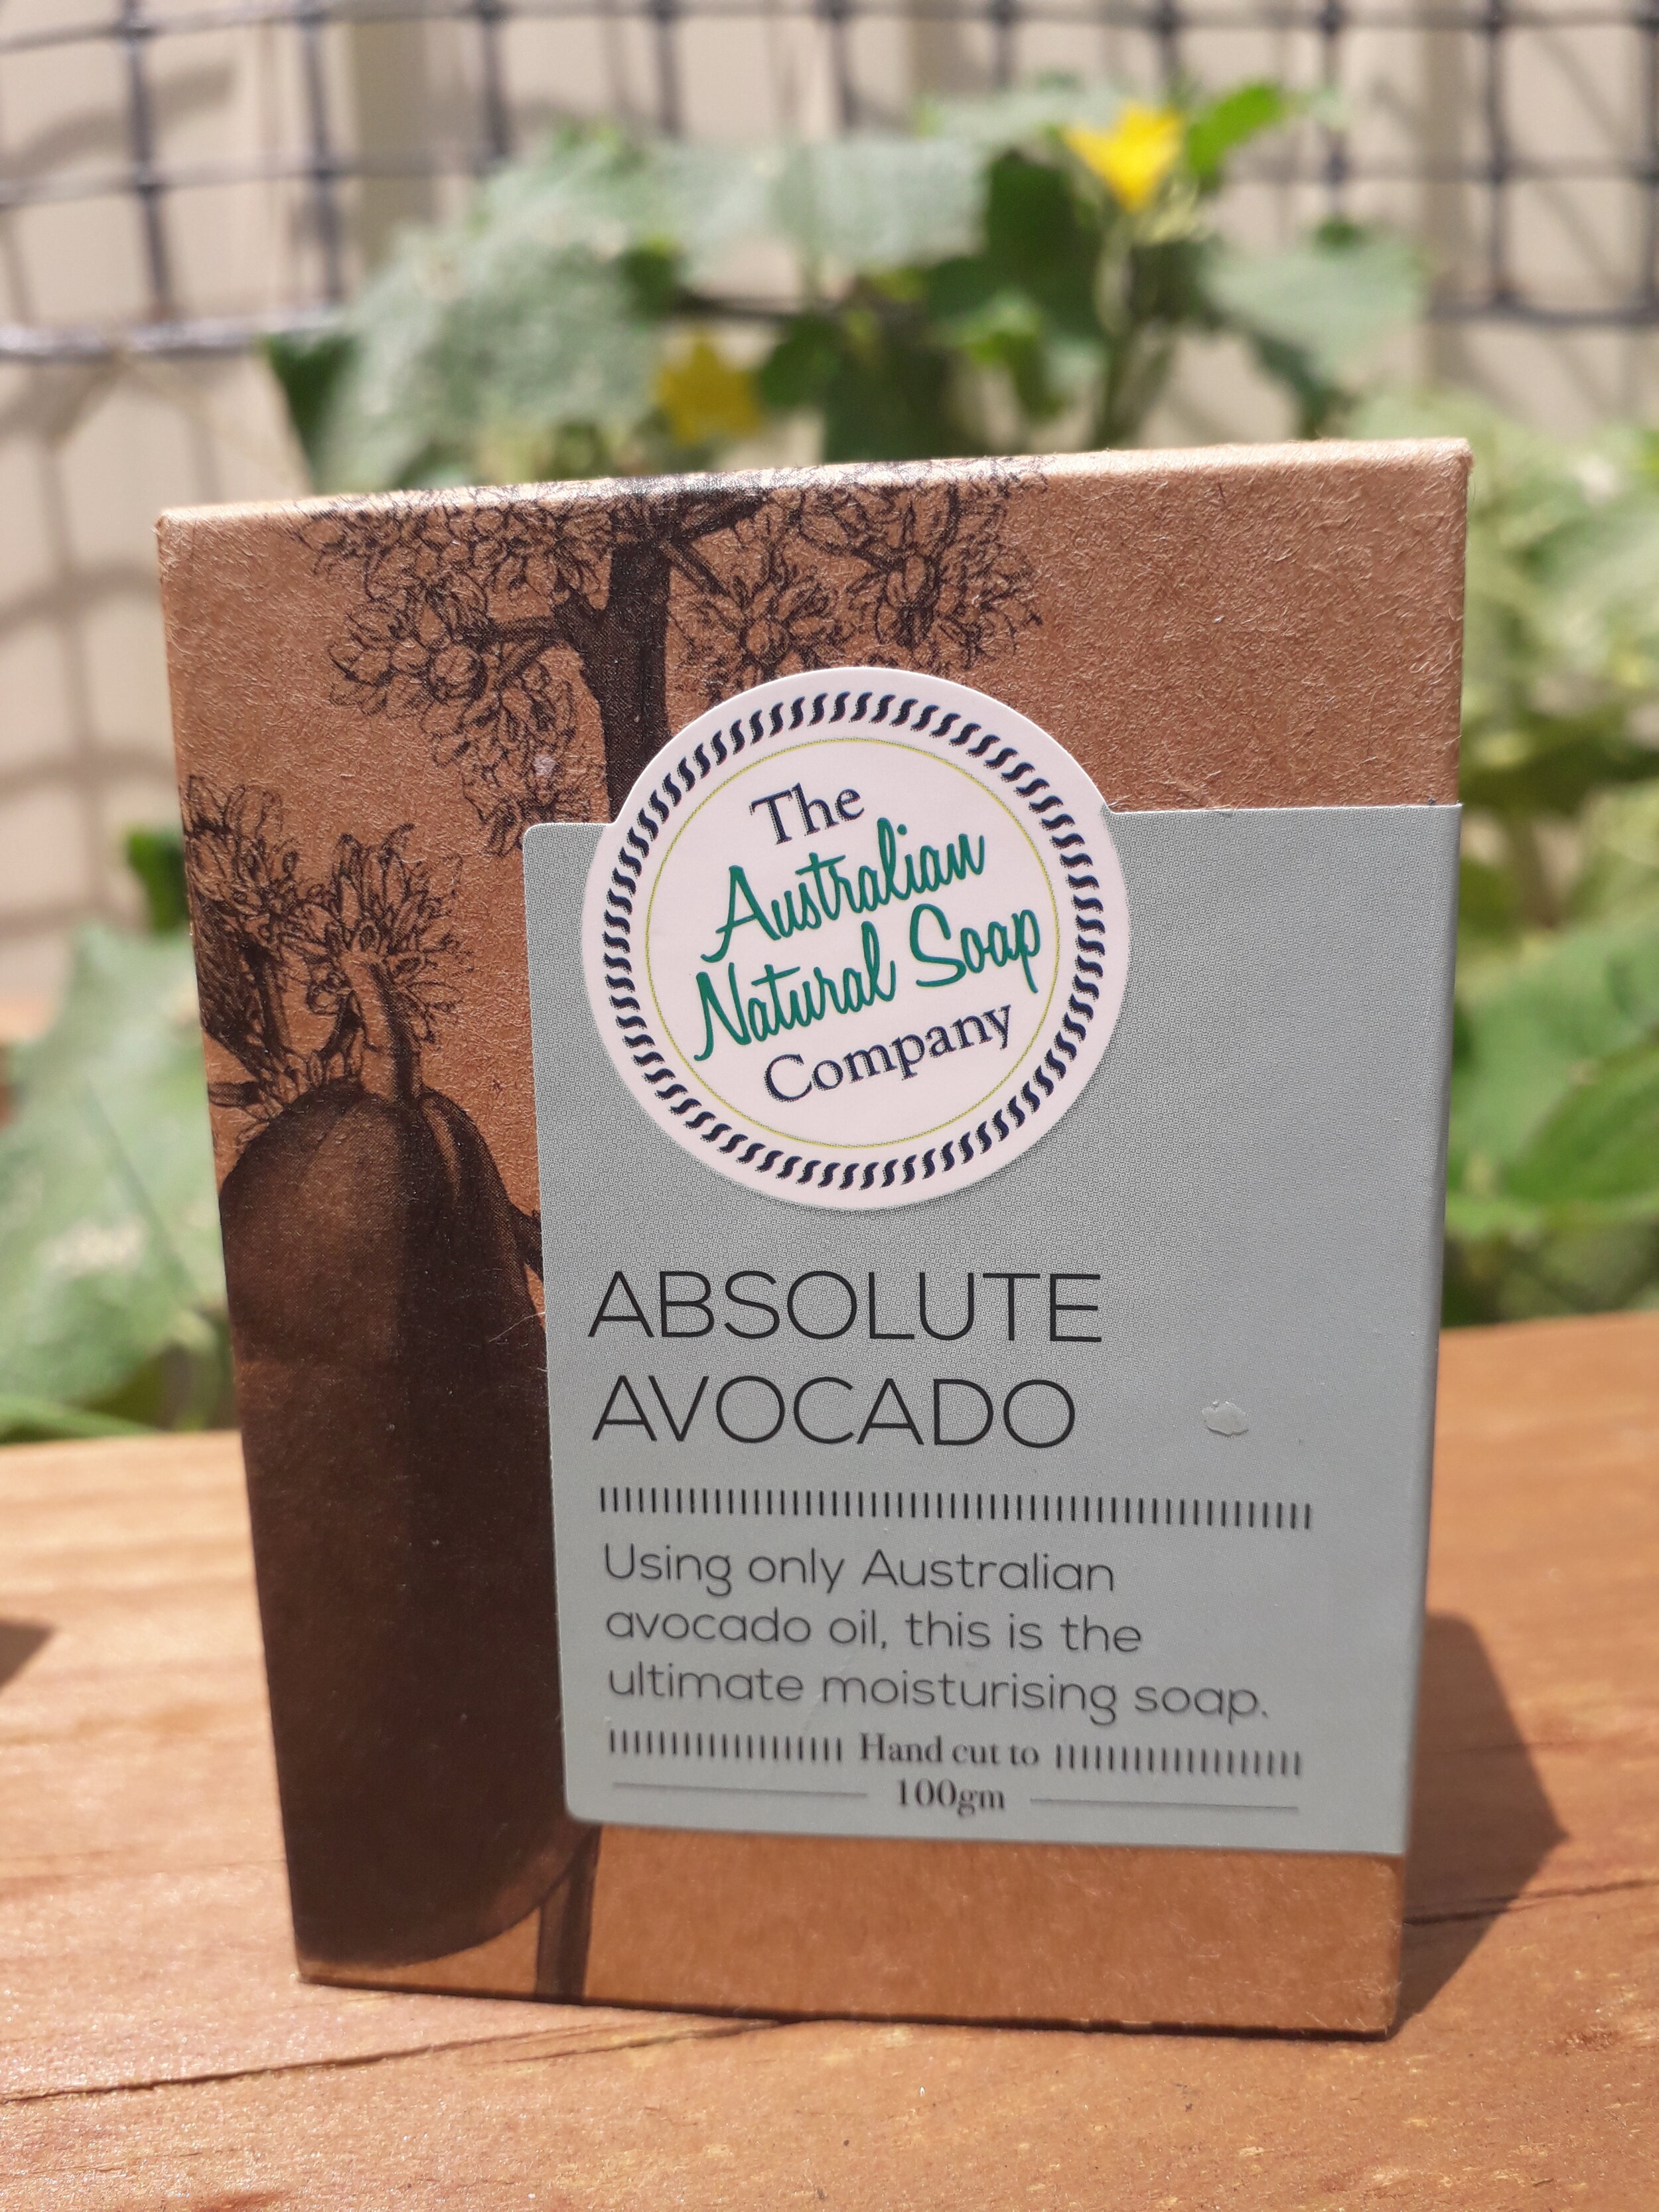 The
Australian
Natural Soap
Company
ABSOLUTE
AVOCADO
Using only Australian
avocado oil, this is the
ultimate moisturising soap.
Hand cut to
100gm